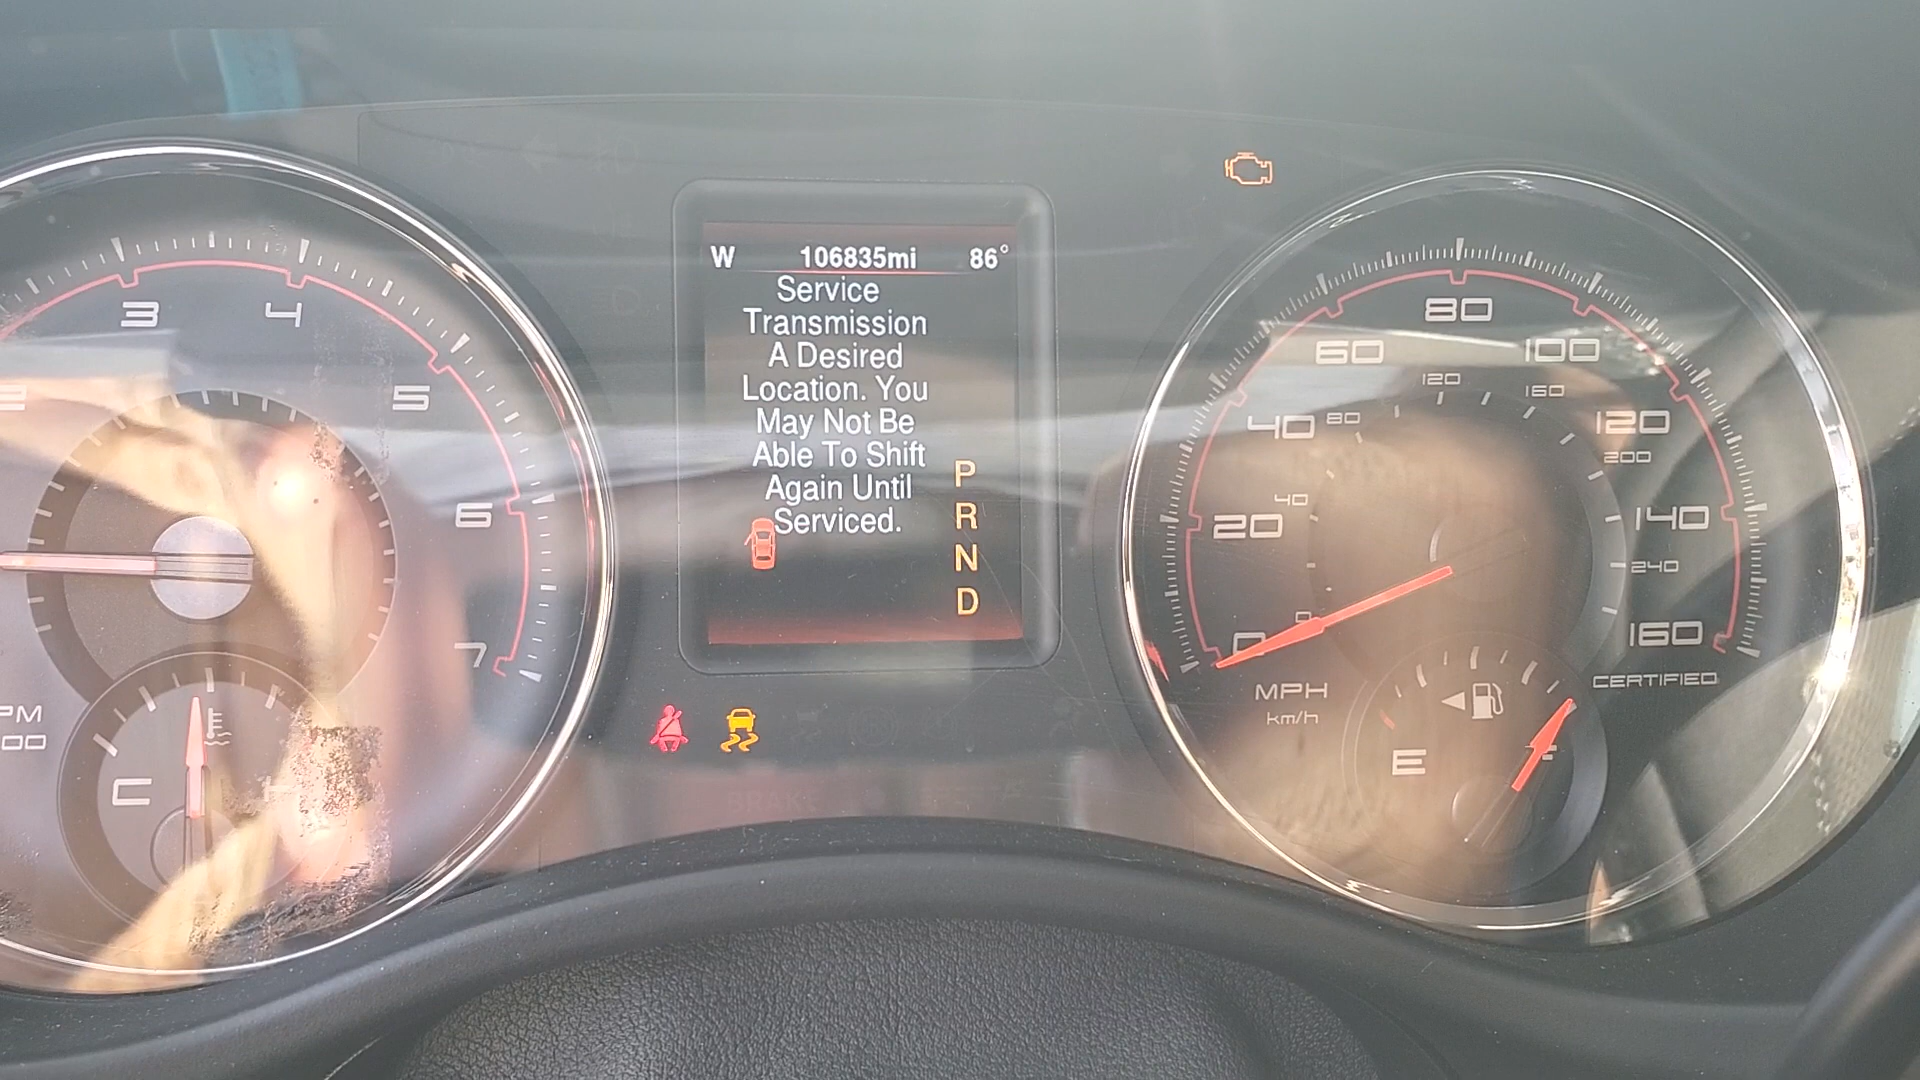 W 106835mi 86°
Service
Transmission
A Desired
Location. You
May Not Be
Able To Shift
Again Until
Serviced.
P
R
N
D
3
4
5
6
7
C
80
60
100
40
120
20
140
0
160
120
160
80
200
40
240
0
MPH
km/h
CERTIFIED
E
F